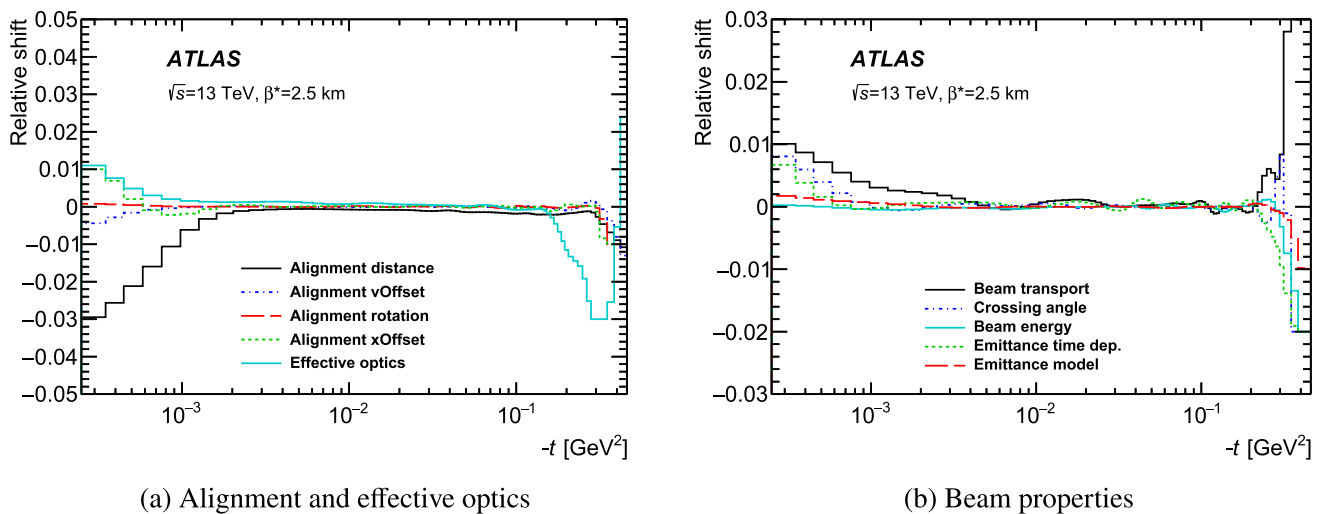 Relative shift
0.05
0.04
0.03
0.02
0.01
0
−0.01
−0.02
−0.03
−0.04
−0.05
ATLAS
√s=13 TeV, β*=2.5 km
Alignment distance
Alignment vOffset
Alignment rotation
Alignment xOffset
Effective optics
10⁻³ 10⁻² 10⁻¹
-t [GeV²]
(a) Alignment and effective optics
Relative shift
0.03
0.02
0.01
0
−0.01
−0.02
−0.03
ATLAS
√s=13 TeV, β*=2.5 km
Beam transport
Crossing angle
Beam energy
Emittance time dep.
Emittance model
10⁻³ 10⁻² 10⁻¹
-t [GeV²]
(b) Beam properties